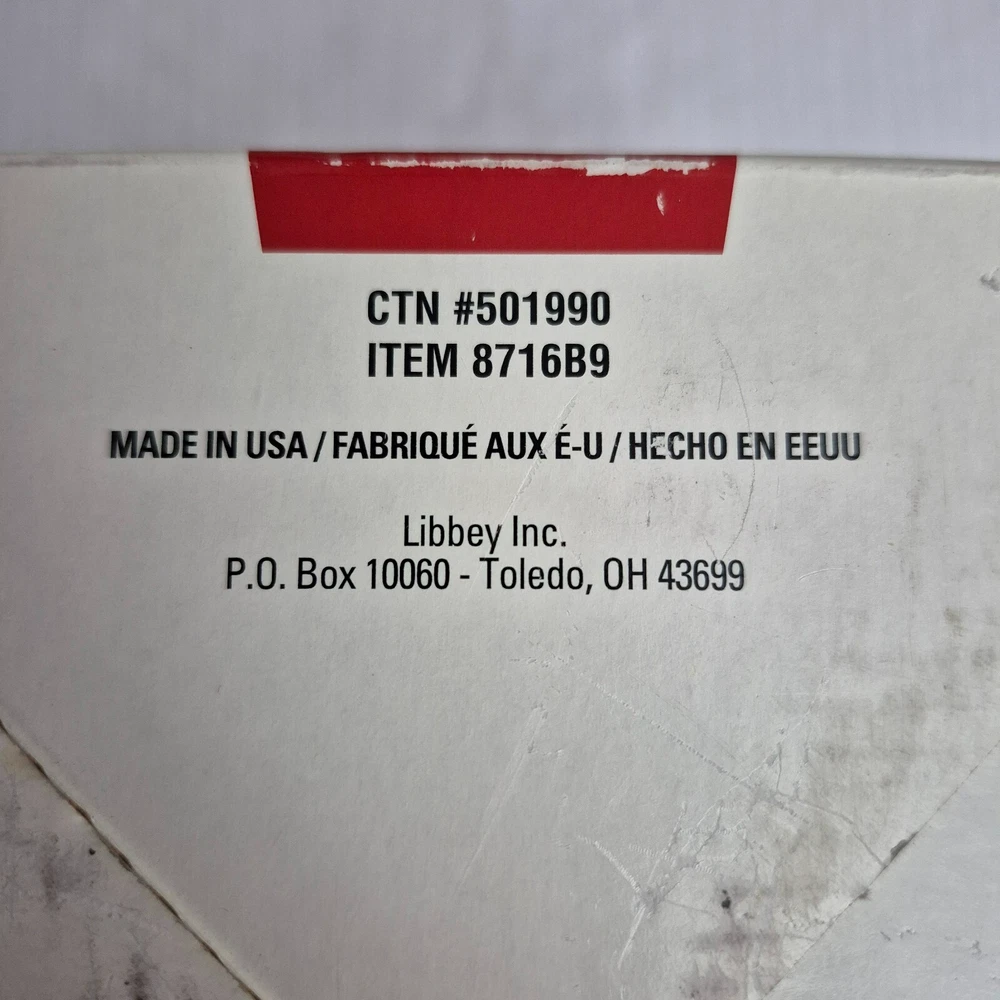 CTN #501990
ITEM 8716B9
MADE IN USA / FABRIQUÉ AUX É-U / HECHO EN EEUU
Libbey Inc.
P.O. Box 10060 - Toledo, OH 43699